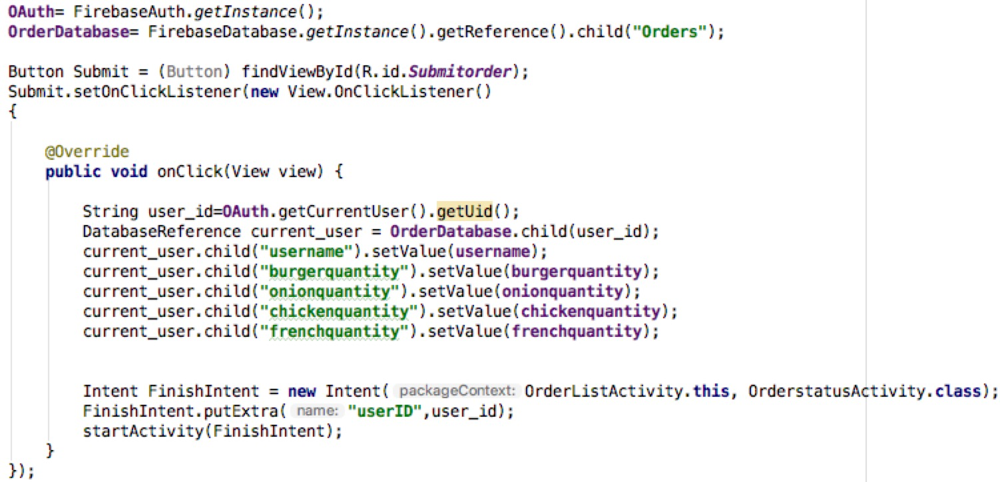 OAuth= FirebaseAuth.getInstance();
OrderDatabase= FirebaseDatabase.getInstance().getReference().child("Orders");
Button Submit = (Button) findViewById(R.id.Submitorder);
Submit.setOnClickListener(new View.OnClickListener()
{
@Override
public void onClick(View view) {
String user_id=OAuth.getCurrentUser().getUid();
DatabaseReference current_user = OrderDatabase.child(user_id);
current_user.child("username").setValue(username);
current_user.child("burgerquantity").setValue(burgerquantity);
current_user.child("onionquantity").setValue(onionquantity);
current_user.child("chickenquantity").setValue(chickenquantity);
current_user.child("frenchquantity").setValue(frenchquantity);
Intent FinishIntent = new Intent( packageContext: OrderListActivity.this, OrderstatusActivity.class);
FinishIntent.putExtra( name: "userID",user_id);
startActivity(FinishIntent);
}
});